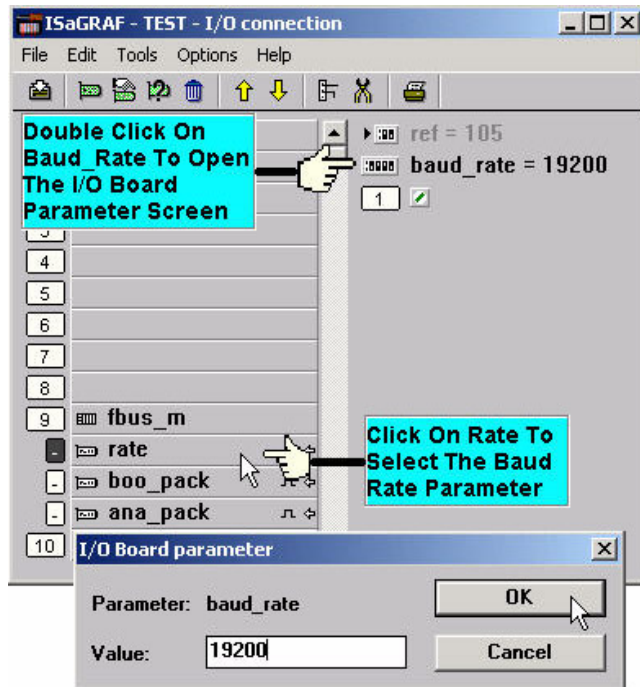 ISaGRAF - TEST - I/O connection
File Edit Tools Options Help
Double Click On
Baud_Rate To Open
The I/O Board
Parameter Screen
ref = 105
baud_rate = 19200
1
3
4
5
6
7
8
9 fbus_m
rate
boo_pack
ana_pack
10
Click On Rate To
Select The Baud
Rate Parameter
I/O Board parameter
Parameter: baud_rate
OK
Value: 19200
Cancel